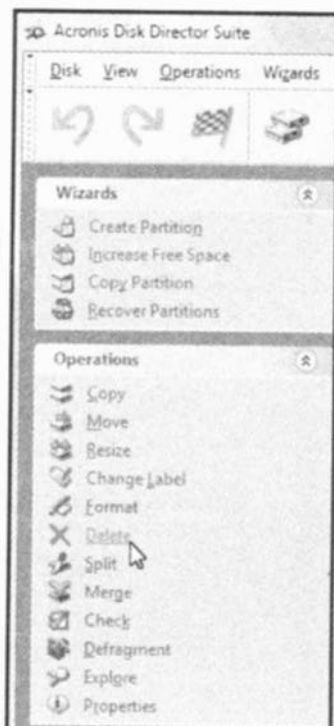 Acronis Disk Director Suite
Disk View Operations Wizards
Wizards
Create Partition
Increase Free Space
Copy Partition
Recover Partitions
Operations
Copy
Move
Resize
Change Label
Format
Delete
Split
Merge
Check
Defragment
Explore
Properties